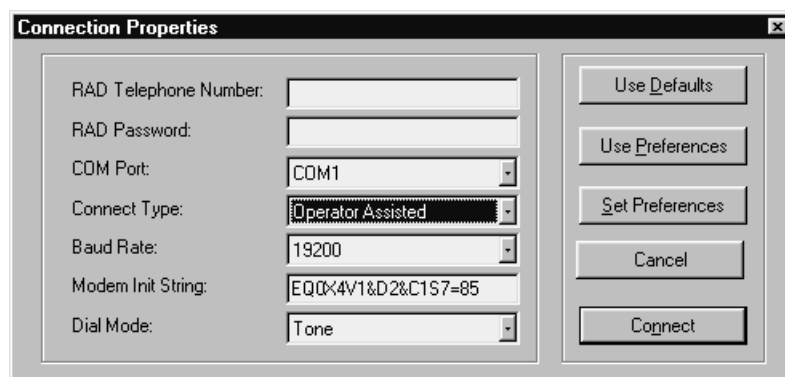 Connection Properties
RAD Telephone Number:
RAD Password:
COM Port: COM1
Connect Type: Operator Assisted
Baud Rate: 19200
Modem Init String: EQ0X4V1&D2&C1S7=85
Dial Mode: Tone
Use Defaults
Use Preferences
Set Preferences
Cancel
Connect